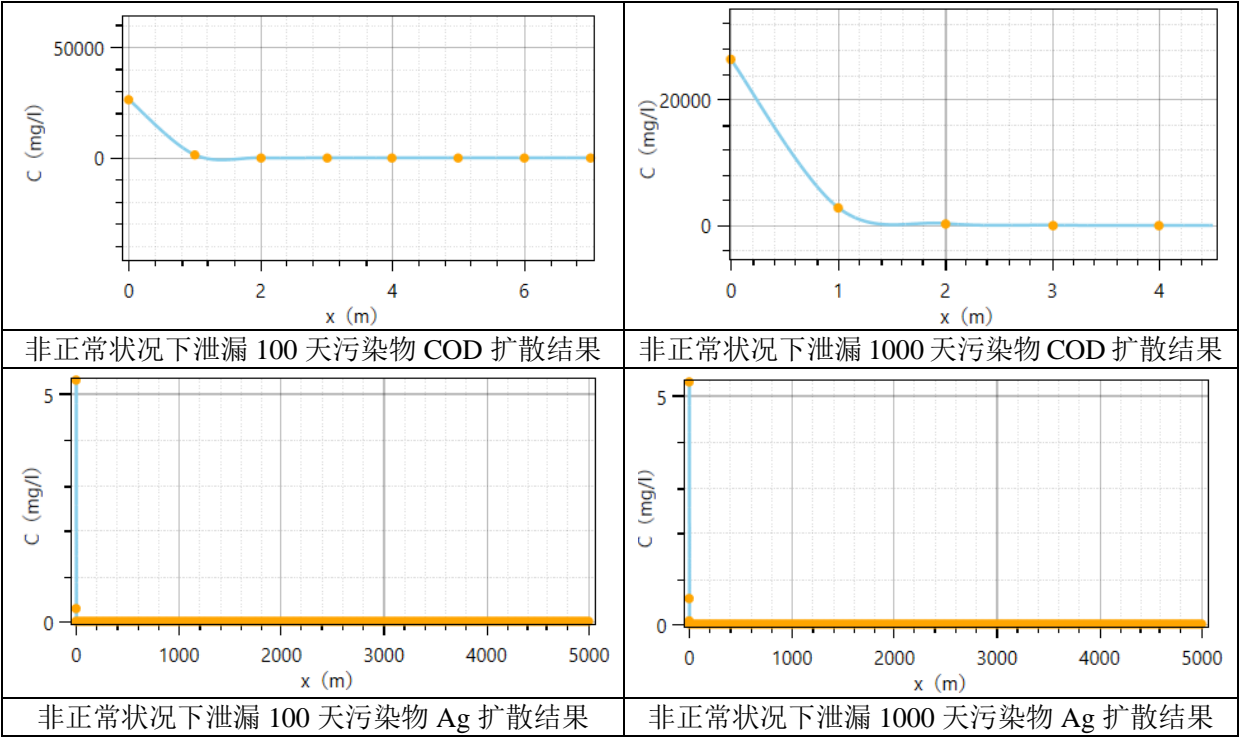 50000
0
C (mg/l)
0 2 4 6
x (m)
20000
0
C (mg/l)
0 1 2 3 4
x (m)
非正常状况下泄漏 100 天污染物 COD 扩散结果
非正常状况下泄漏 1000 天污染物 COD 扩散结果
5
0
C (mg/l)
0 1000 2000 3000 4000 5000
x (m)
5
0
C (mg/l)
0 1000 2000 3000 4000 5000
x (m)
非正常状况下泄漏 100 天污染物 Ag 扩散结果
非正常状况下泄漏 1000 天污染物 Ag 扩散结果